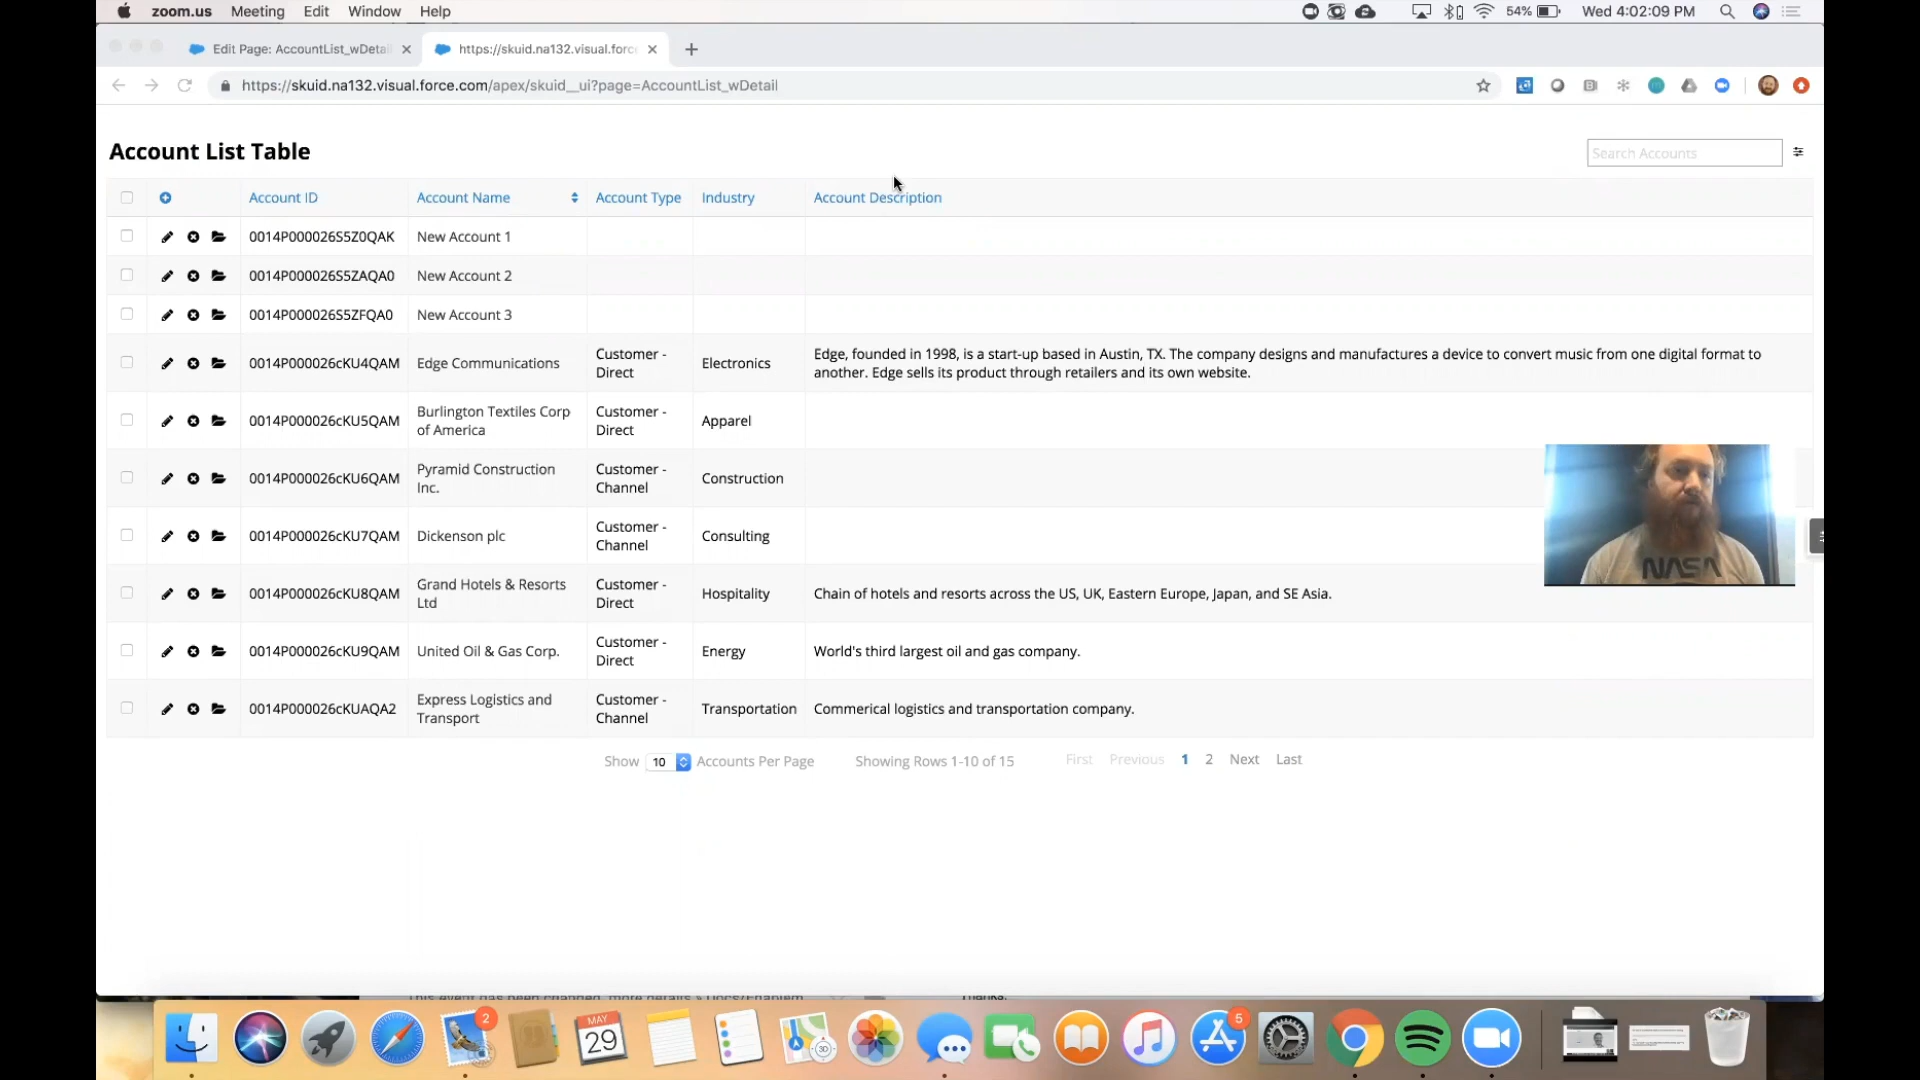 zoom.us Meeting Edit Window Help 54% Wed 4:02:09 PM
Edit Page: AccountList_wDetail https://skuid.na132.visual.force
https://skuid.na132.visual.force.com/apex/skuid__ui?page=AccountList_wDetail
Account List Table Search Accounts
Account ID Account Name Account Type Industry Account Description
0014P000026S5Z0QAK New Account 1
0014P000026S5ZAQA0 New Account 2
0014P000026S5ZFQA0 New Account 3
0014P000026cKU4QAM Edge Communications Customer - Direct Electronics Edge, founded in 1998, is a start-up based in Austin, TX. The company designs and manufactures a device to convert music from one digital format to
another. Edge sells its product through retailers and its own website.
0014P000026cKU5QAM Burlington Textiles Corp of America Customer - Direct Apparel
0014P000026cKU6QAM Pyramid Construction Inc. Customer - Channel Construction
0014P000026cKU7QAM Dickenson plc Customer - Channel Consulting
0014P000026cKU8QAM Grand Hotels & Resorts Ltd Customer - Direct Hospitality Chain of hotels and resorts across the US, UK, Eastern Europe, Japan, and SE Asia.
0014P000026cKU9QAM United Oil & Gas Corp. Customer - Direct Energy World's third largest oil and gas company.
0014P000026cKUAQA2 Express Logistics and Transport Customer - Channel Transportation Commerical logistics and transportation company.
NASA
Show 10 Accounts Per Page Showing Rows 1-10 of 15 First Previous 1 2 Next Last
2 MAY 29 5